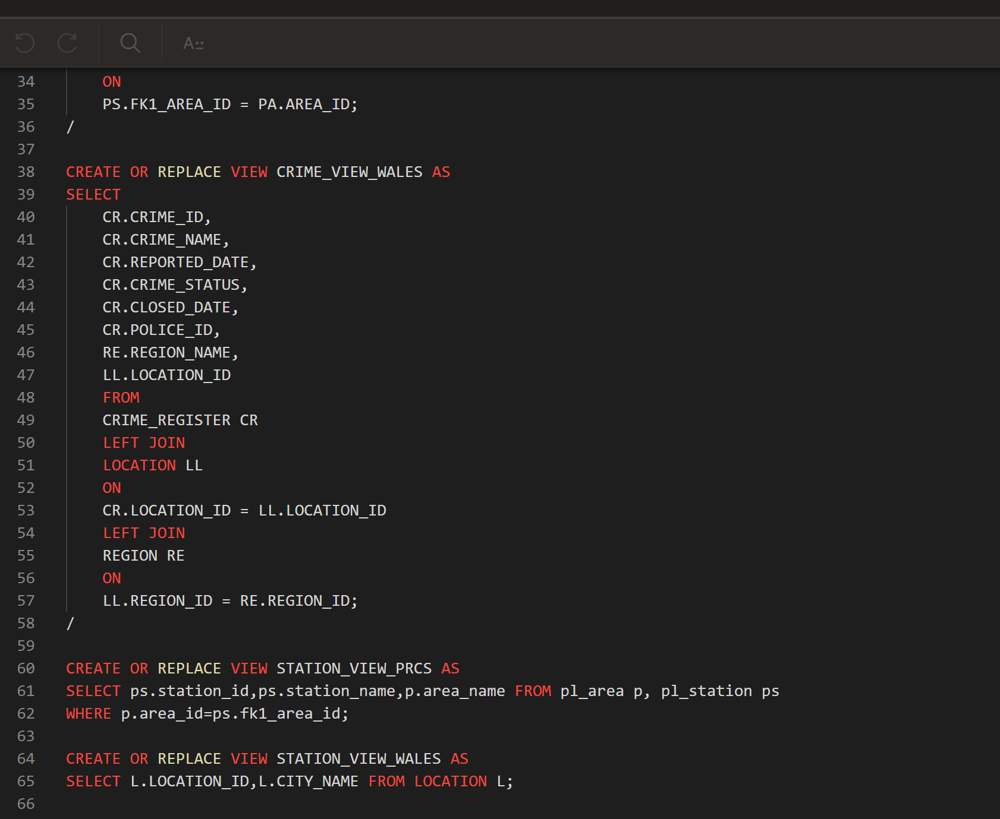 34 ON
35 PS.FK1_AREA_ID = PA.AREA_ID;
36 /
37
38 CREATE OR REPLACE VIEW CRIME_VIEW_WALES AS
39 SELECT
40 CR.CRIME_ID,
41 CR.CRIME_NAME,
42 CR.REPORTED_DATE,
43 CR.CRIME_STATUS,
44 CR.CLOSED_DATE,
45 CR.POLICE_ID,
46 RE.REGION_NAME,
47 LL.LOCATION_ID
48 FROM
49 CRIME_REGISTER CR
50 LEFT JOIN
51 LOCATION LL
52 ON
53 CR.LOCATION_ID = LL.LOCATION_ID
54 LEFT JOIN
55 REGION RE
56 ON
57 LL.REGION_ID = RE.REGION_ID;
58 /
59
60 CREATE OR REPLACE VIEW STATION_VIEW_PRCS AS
61 SELECT ps.station_id,ps.station_name,p.area_name FROM pl_area p, pl_station ps
62 WHERE p.area_id=ps.fk1_area_id;
63
64 CREATE OR REPLACE VIEW STATION_VIEW_WALES AS
65 SELECT L.LOCATION_ID,L.CITY_NAME FROM LOCATION L;
66